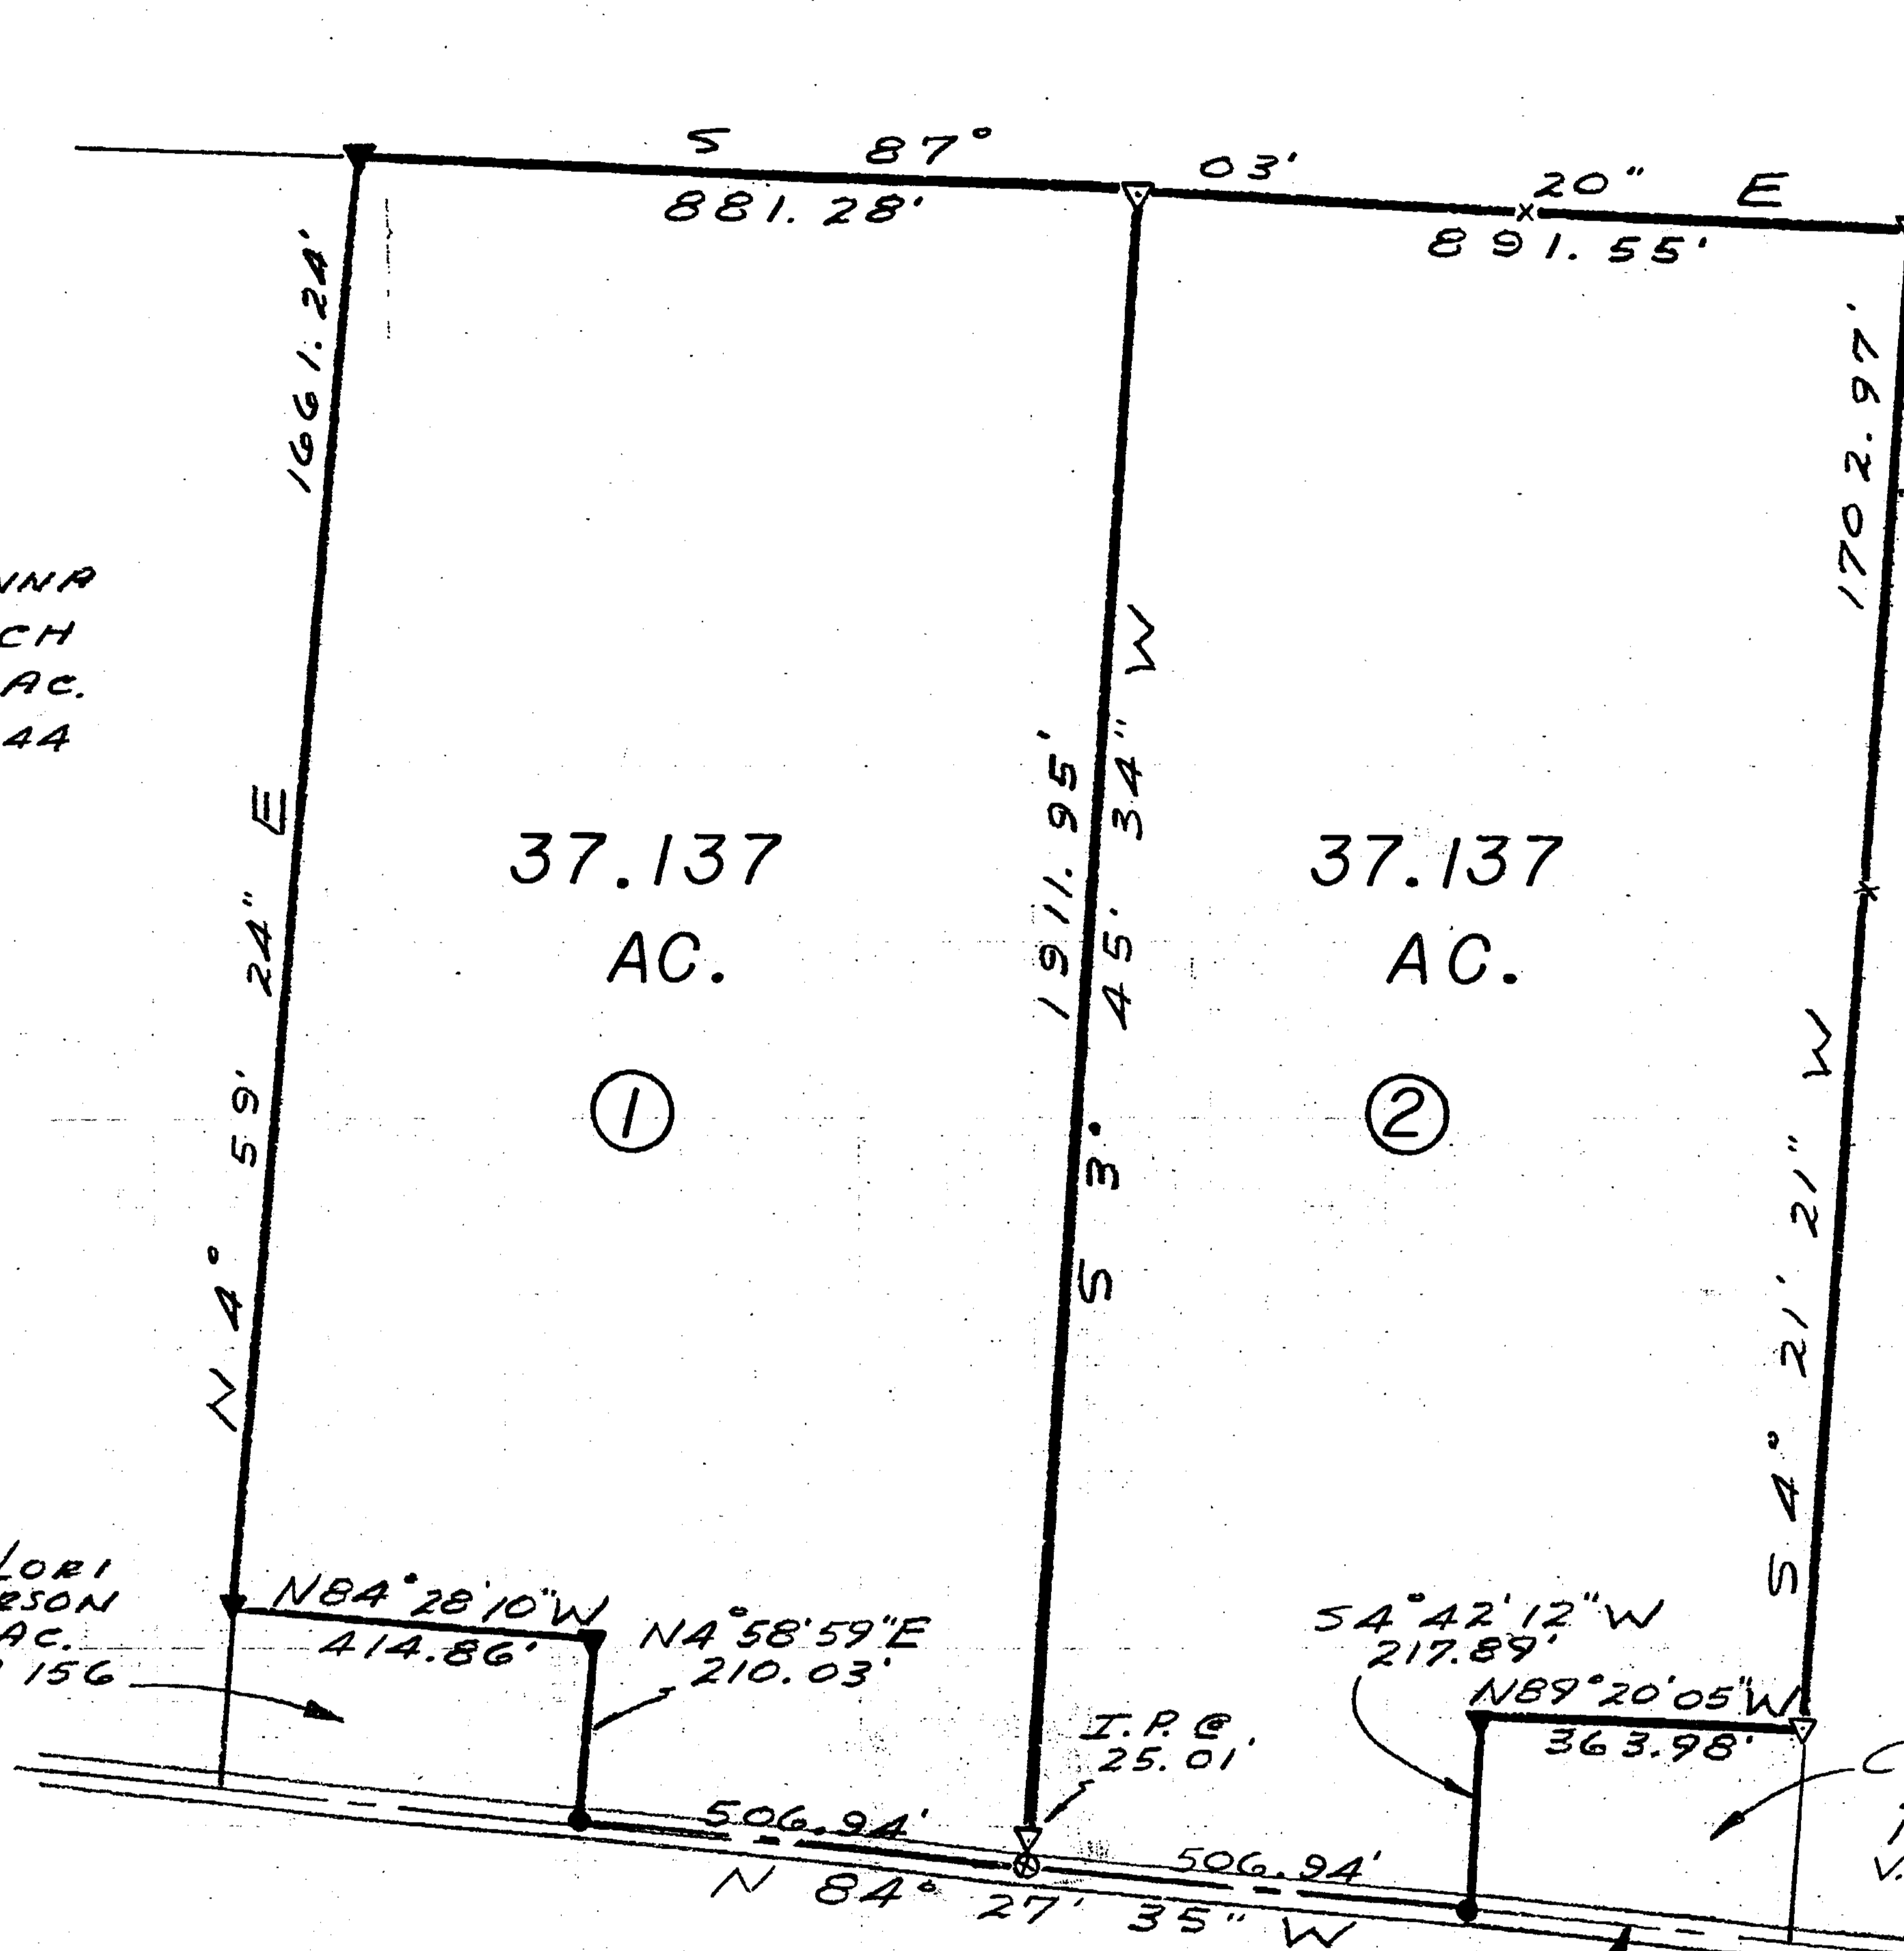 S 87° 03' 20" E
881.28'
891.55'
1661.24'
N 4° 59' 24" E
1702.97'
S 4° 21' 21" W
1911.95'
S 3° 45' 34" W
NNA
CH
AC.
44
37.137
AC.
1
37.137
AC.
2
LORI
RSON
AC.
156
N84°28'10"W
414.86'
N4°58'59"E
210.03'
I.P. @
25.01'
S4°42'12"W
217.89'
N89°20'05"W
363.98'
506.94'
506.94'
N 84° 27' 35" W
V.